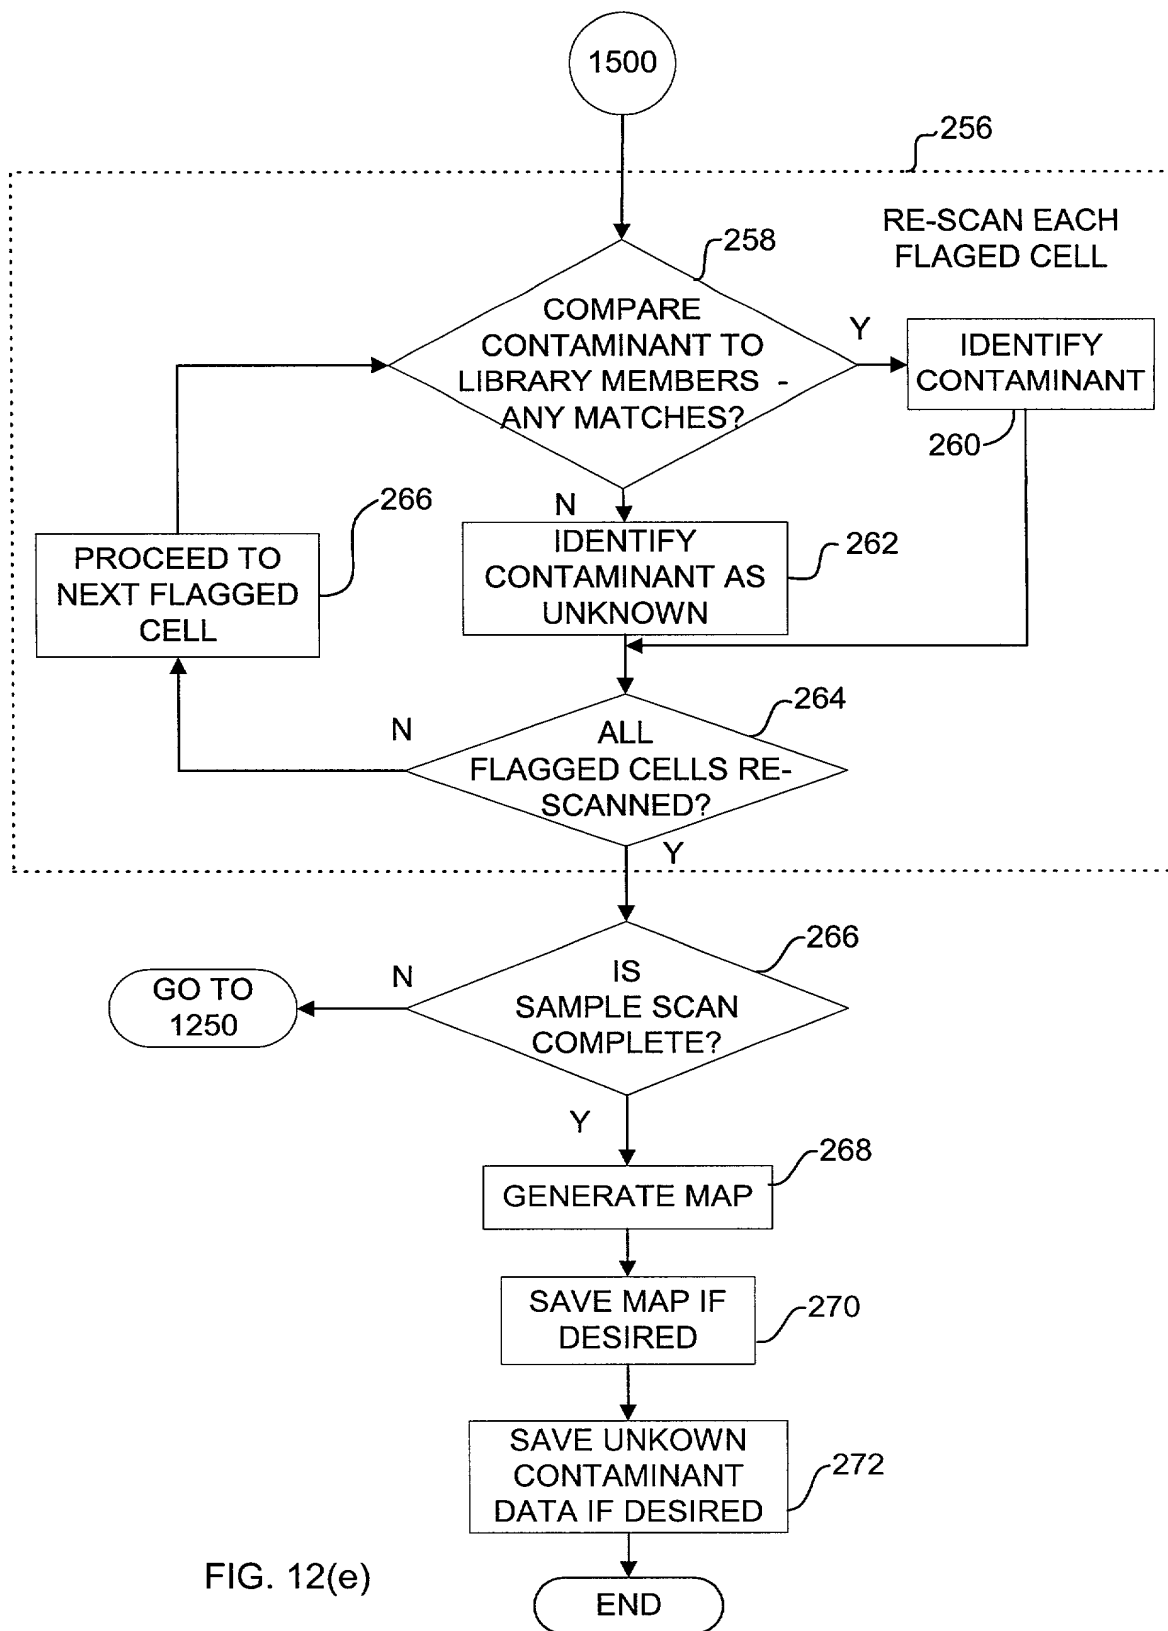 1500
256
RE-SCAN EACH
FLAGED CELL
258
COMPARE
CONTAMINANT TO
LIBRARY MEMBERS -
ANY MATCHES?
Y
IDENTIFY
CONTAMINANT
260
N
266
PROCEED TO
NEXT FLAGGED
CELL
IDENTIFY
CONTAMINANT AS
UNKNOWN
262
264
N
ALL
FLAGGED CELLS RE-
SCANNED?
Y
266
N
IS
SAMPLE SCAN
COMPLETE?
GO TO
1250
Y
268
GENERATE MAP
SAVE MAP IF
DESIRED
270
SAVE UNKOWN
CONTAMINANT
DATA IF DESIRED
272
FIG. 12(e)
END